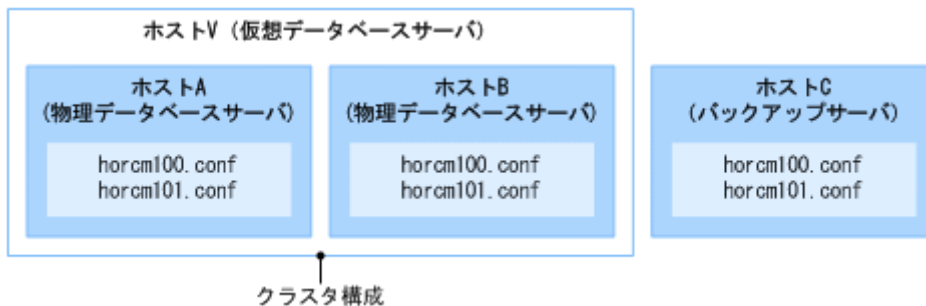 ホストV（仮想データベースサーバ）
ホストA
(物理データベースサーバ)
horcm100.conf
horcm101.conf
ホストB
(物理データベースサーバ)
horcm100.conf
horcm101.conf
ホストC
(バックアップサーバ)
horcm100.conf
horcm101.conf
クラスタ構成